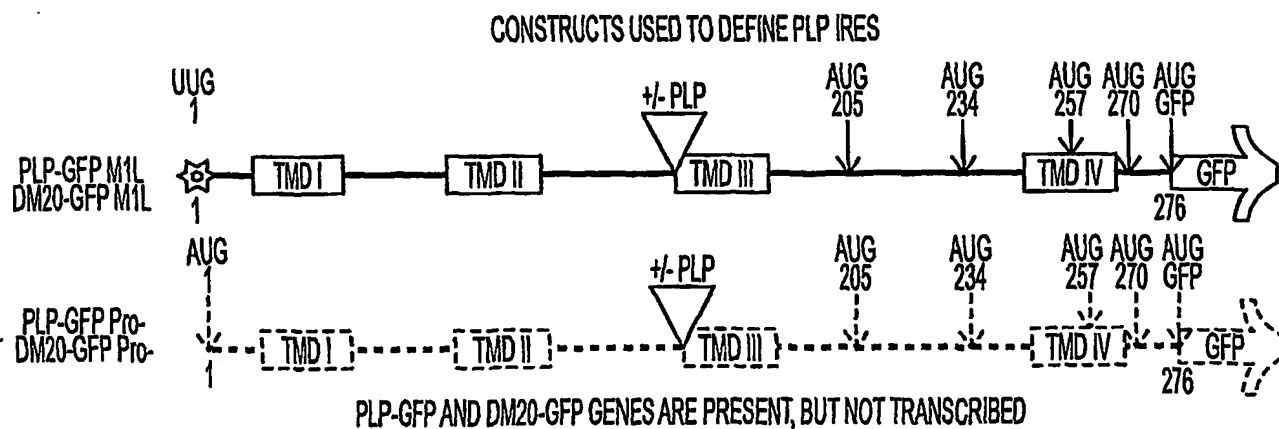 CONSTRUCTS USED TO DEFINE PLP IRES
UUG
1
+/- PLP
AUG
205
AUG
234
AUG
257
AUG
270
AUG
GFP
PLP-GFP M1L
DM20-GFP M1L
TMD I
TMD II
TMD III
TMD IV
GFP
1
276
AUG
1
+/- PLP
AUG
205
AUG
234
AUG
257
AUG
270
AUG
GFP
PLP-GFP Pro-
DM20-GFP Pro-
TMD I
TMD II
TMD III
TMD IV
GFP
1
276
PLP-GFP AND DM20-GFP GENES ARE PRESENT, BUT NOT TRANSCRIBED